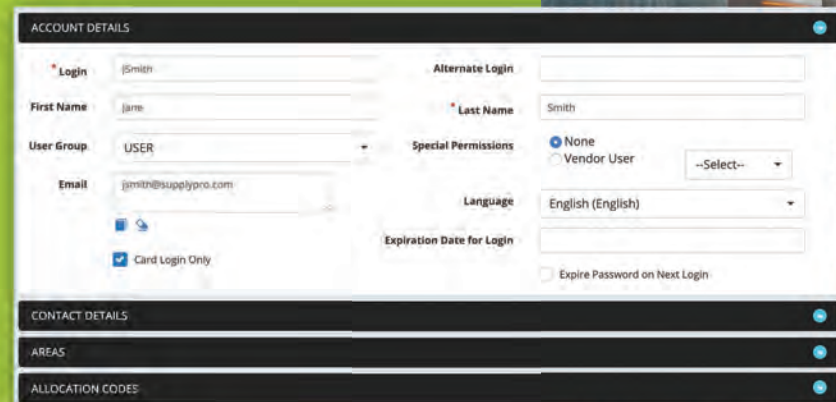 ACCOUNT DETAILS
* Login jSmith Alternate Login
First Name Jane * Last Name Smith
User Group USER Special Permissions None
Vendor User --Select--
Email jsmith@supplypro.com
Language English (English)
Expiration Date for Login
Card Login Only
Expire Password on Next Login
CONTACT DETAILS
AREAS
ALLOCATION CODES